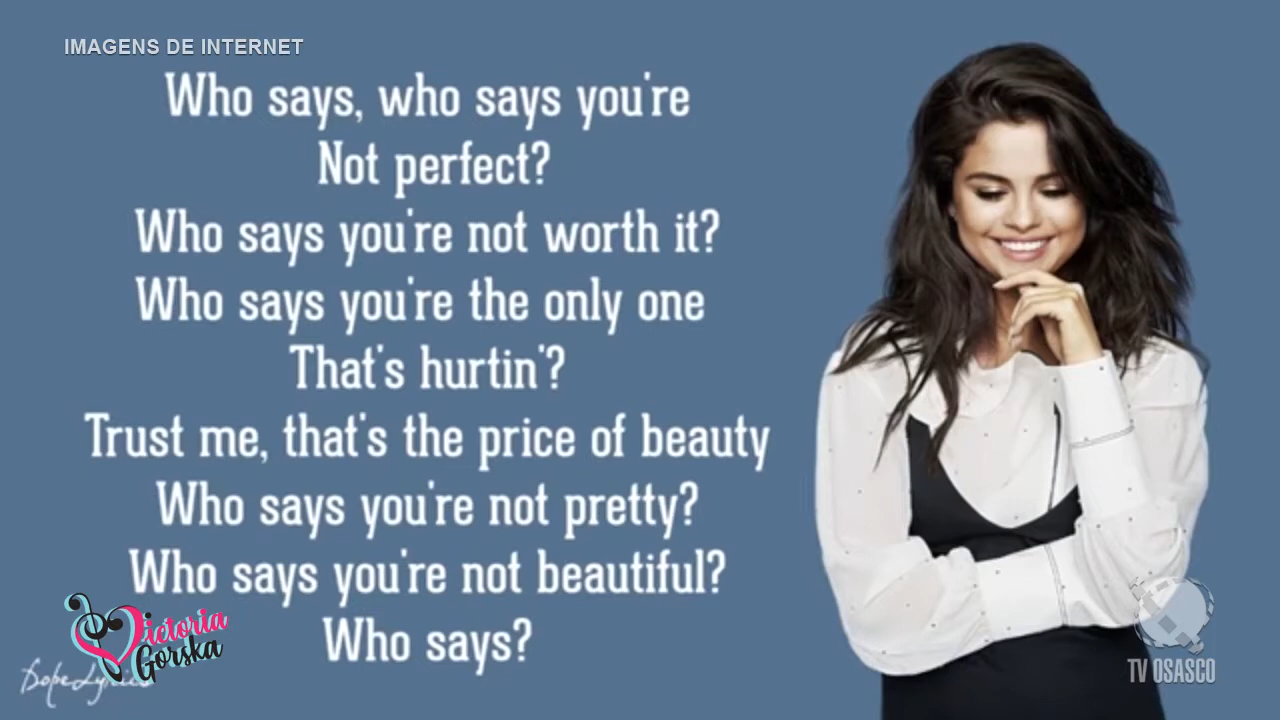 IMAGENS DE INTERNET
Who says, who says you're
Not perfect?
Who says you're not worth it?
Who says you're the only one
That's hurtin'?
Trust me, that's the price of beauty
Who says you're not pretty?
Who says you're not beautiful?
Who says?
Victoria
Gorska
DopeLyrics
TV OSASCO